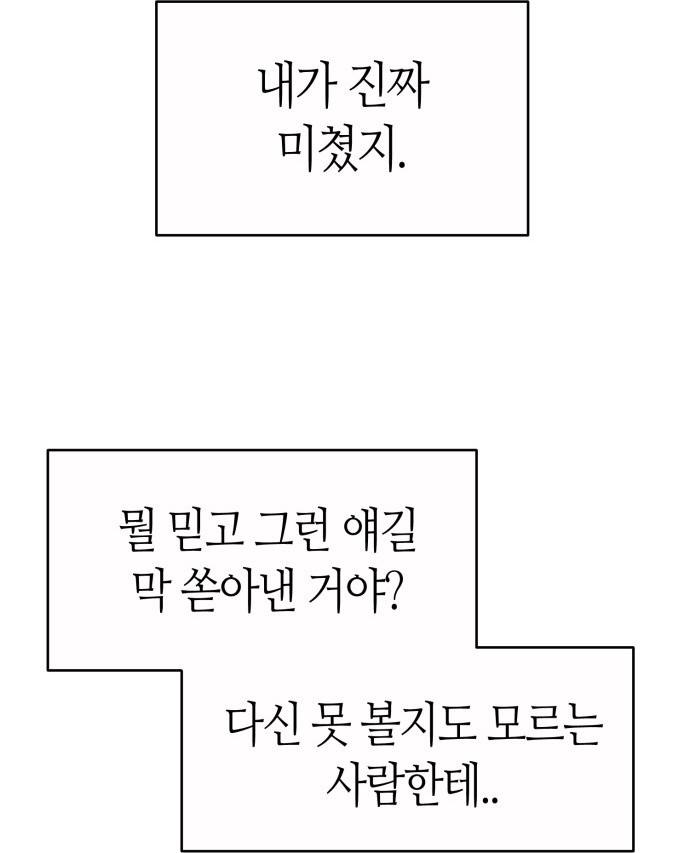 내가 진짜
미쳤지.
뭘 믿고 그런 얘길
막 쏟아낸 거야?
다신 못 볼지도 모르는
사람한테..